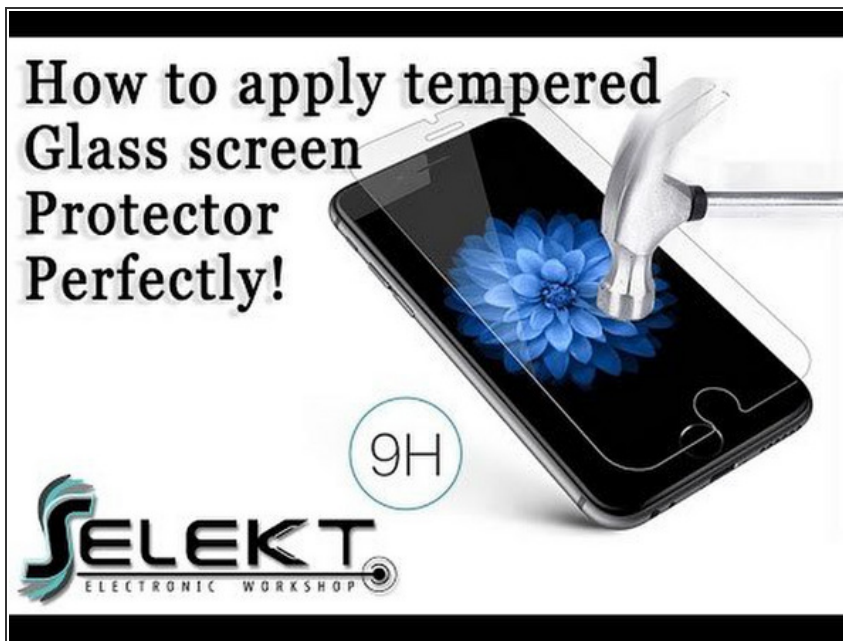 How to apply tempered
Glass screen
Protector
Perfectly!
9H
SELEKT
ELECTRONIC WORKSHOP